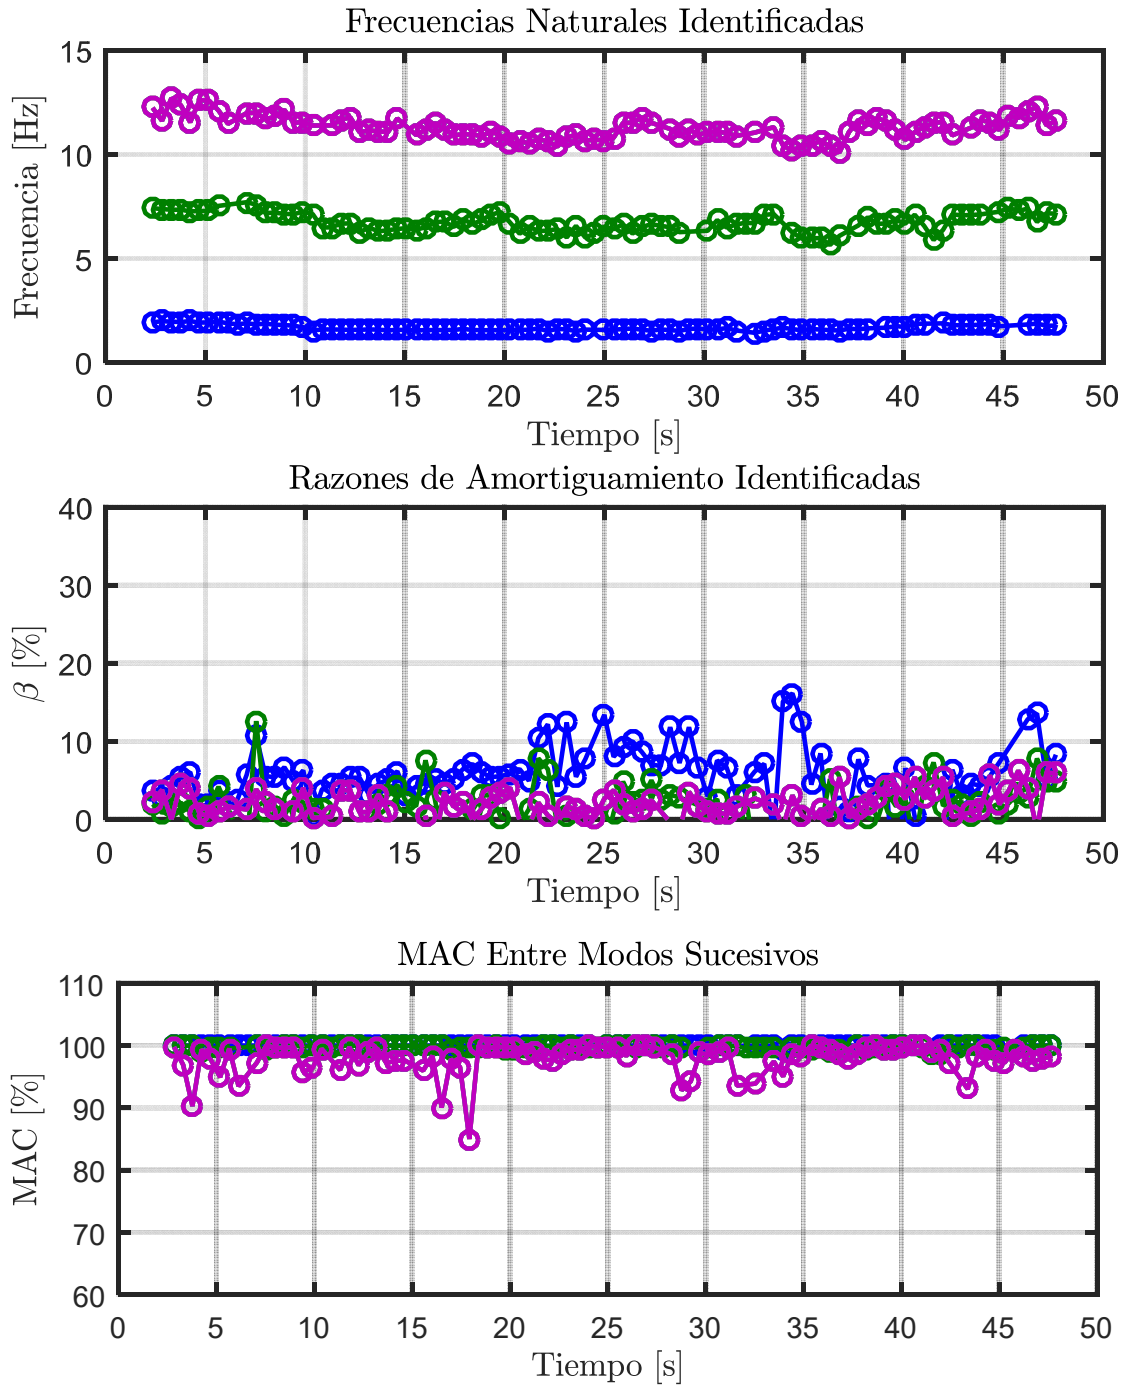 Frecuencias Naturales Identificadas
Frecuencia [Hz]
15
10
5
0
0 5 10 15 20 25 30 35 40 45 50
Tiempo [s]
Razones de Amortiguamiento Identificadas
β [%]
40
30
20
10
0
0 5 10 15 20 25 30 35 40 45 50
Tiempo [s]
MAC Entre Modos Sucesivos
MAC [%]
110
100
90
80
70
60
0 5 10 15 20 25 30 35 40 45 50
Tiempo [s]